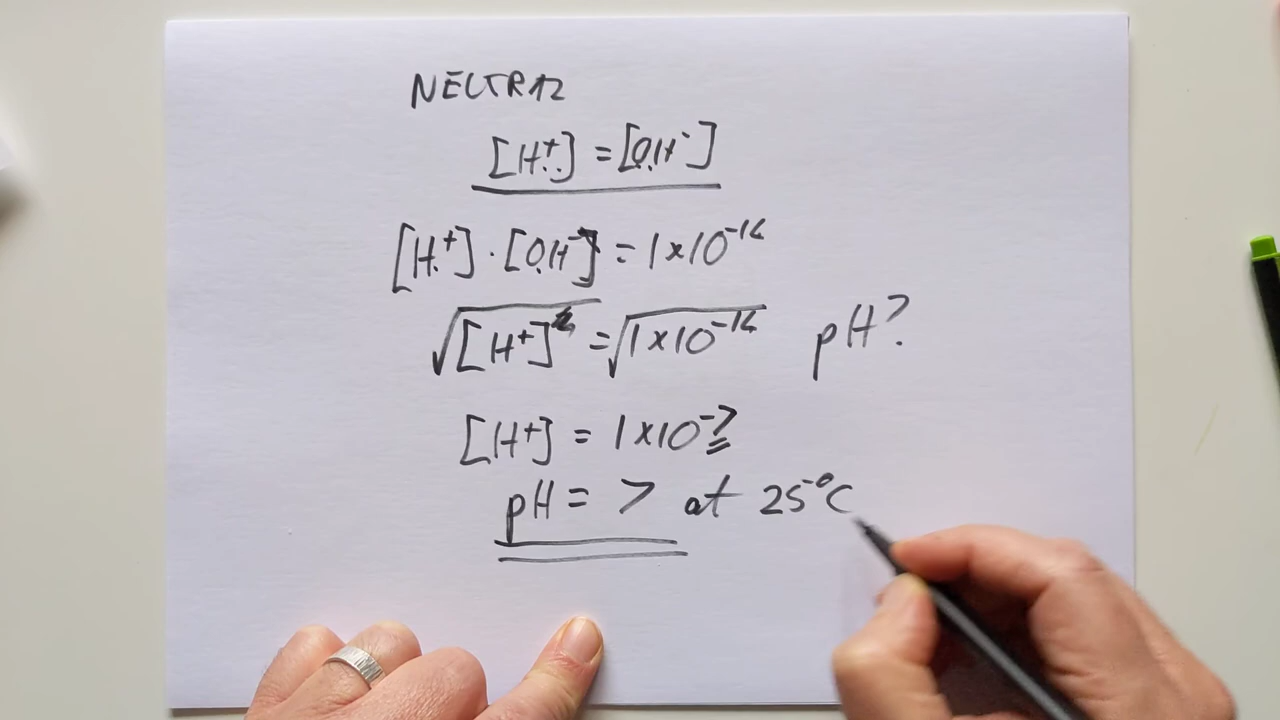 NEUTRAL
[H⁺] = [OH⁻]
[H⁺] · [OH⁻] = 1 × 10⁻¹⁴
√[H⁺]² = √1 × 10⁻¹⁴
pH?
[H⁺] = 1 × 10⁻⁷
pH = 7 at 25 °C